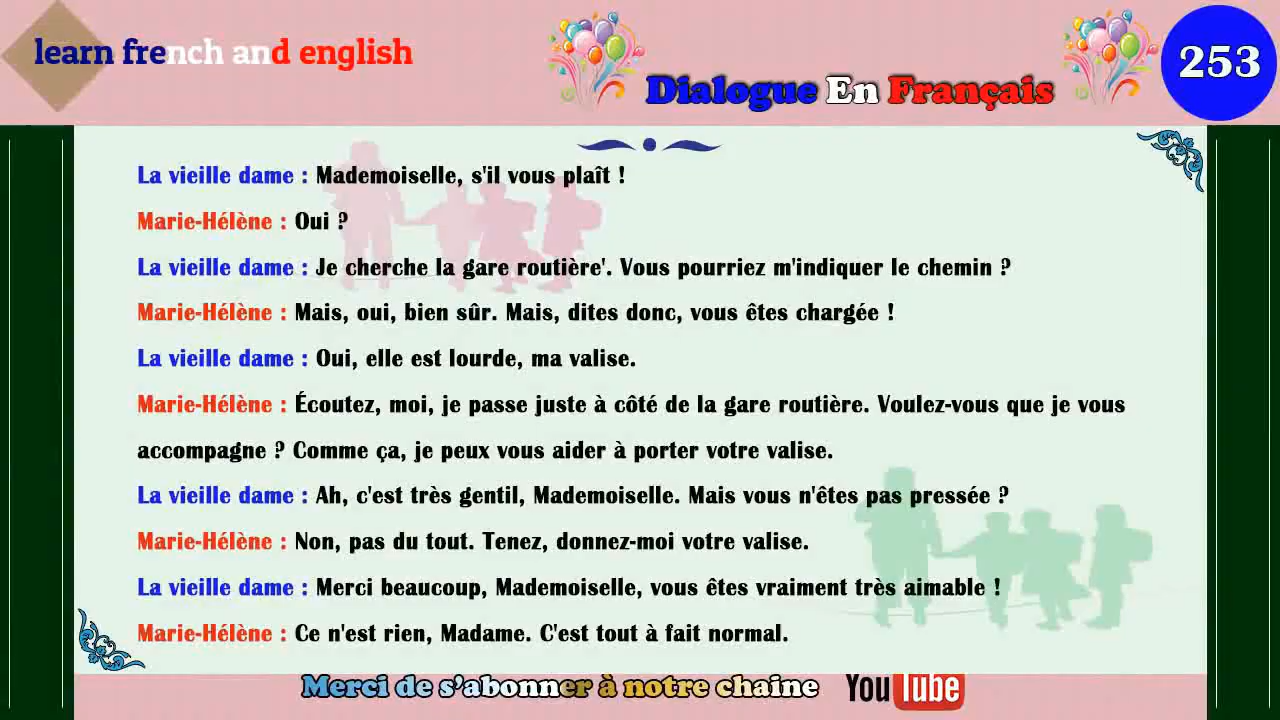 learn french and english
Dialogue En Français
253
La vieille dame : Mademoiselle, s'il vous plaît !
Marie-Hélène : Oui ?
La vieille dame : Je cherche la gare routière'. Vous pourriez m'indiquer le chemin ?
Marie-Hélène : Mais, oui, bien sûr. Mais, dites donc, vous êtes chargée !
La vieille dame : Oui, elle est lourde, ma valise.
Marie-Hélène : Écoutez, moi, je passe juste à côté de la gare routière. Voulez-vous que je vous
accompagne ? Comme ça, je peux vous aider à porter votre valise.
La vieille dame : Ah, c'est très gentil, Mademoiselle. Mais vous n'êtes pas pressée ?
Marie-Hélène : Non, pas du tout. Tenez, donnez-moi votre valise.
La vieille dame : Merci beaucoup, Mademoiselle, vous êtes vraiment très aimable !
Marie-Hélène : Ce n'est rien, Madame. C'est tout à fait normal.
Merci de s’abonner à notre chaine
YouTube